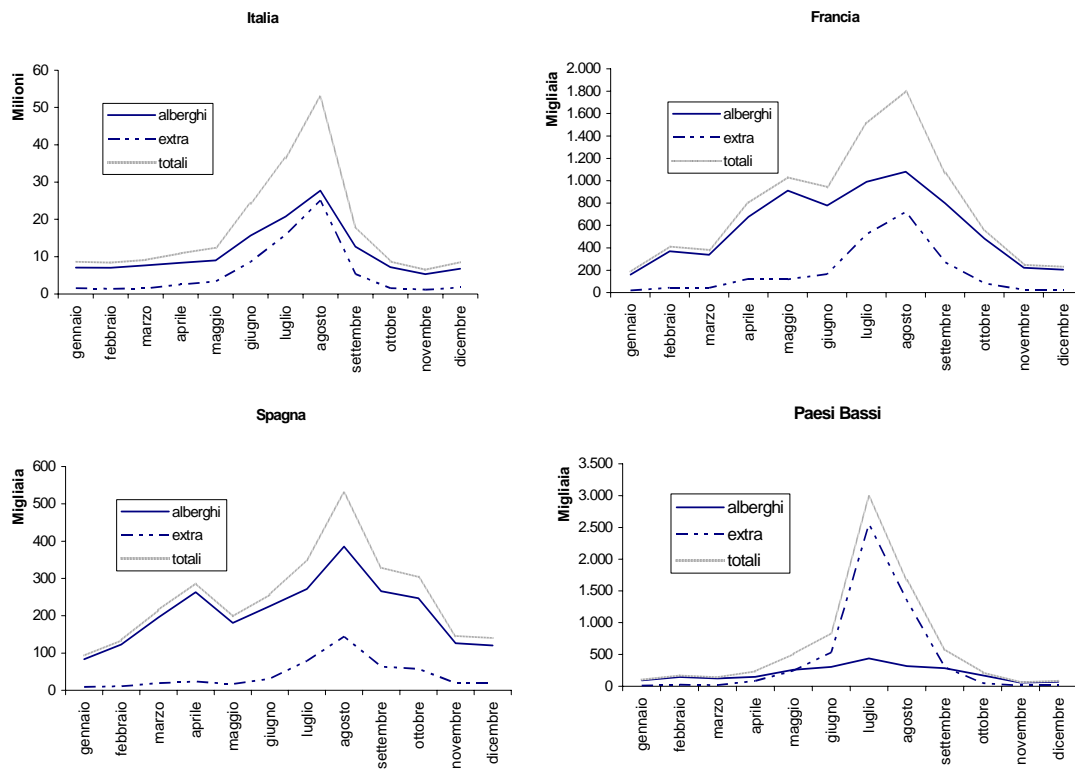 Italia
Milioni
60
50
40
30
20
10
0
alberghi
extra
totali
gennaio
febbraio
marzo
aprile
maggio
giugno
luglio
agosto
settembre
ottobre
novembre
dicembre
Francia
Migliaia
2.000
1.800
1.600
1.400
1.200
1.000
800
600
400
200
0
alberghi
extra
totali
gennaio
febbraio
marzo
aprile
maggio
giugno
luglio
agosto
settembre
ottobre
novembre
dicembre
Spagna
Migliaia
600
500
400
300
200
100
0
alberghi
extra
totali
gennaio
febbraio
marzo
aprile
maggio
giugno
luglio
agosto
settembre
ottobre
novembre
dicembre
Paesi Bassi
Migliaia
3.500
3.000
2.500
2.000
1.500
1.000
500
0
alberghi
extra
totali
gennaio
febbraio
marzo
aprile
maggio
giugno
luglio
agosto
settembre
ottobre
novembre
dicembre